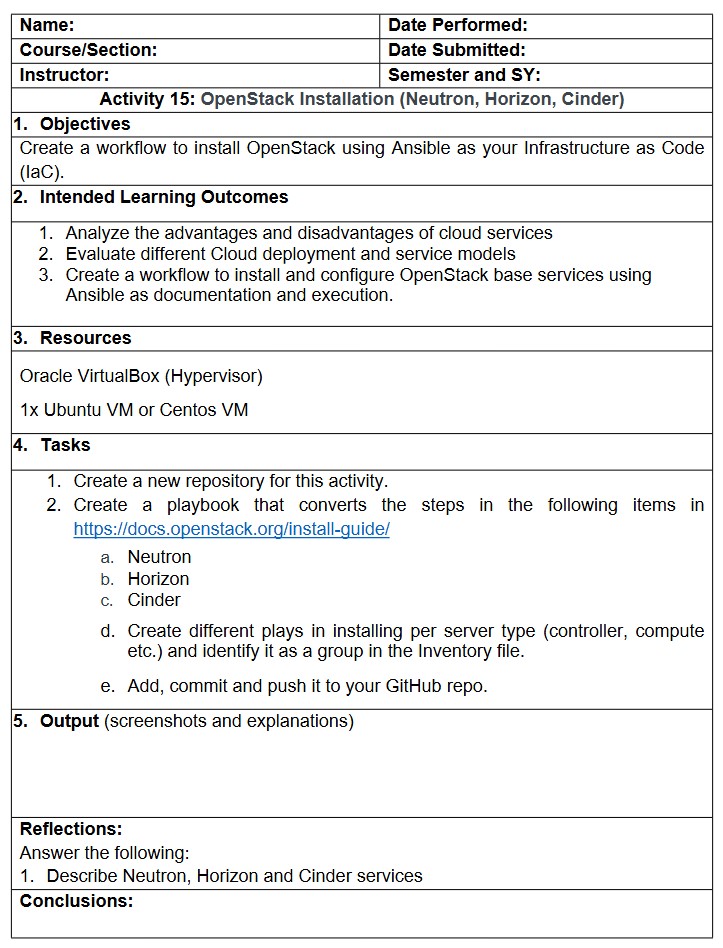 Name:
Date Performed:
Course/Section:
Date Submitted:
Instructor:
Semester and SY:
Activity 15: OpenStack Installation (Neutron, Horizon, Cinder)
1. Objectives
Create a workflow to install OpenStack using Ansible as your Infrastructure as Code
(IaC).
2. Intended Learning Outcomes
1. Analyze the advantages and disadvantages of cloud services
2. Evaluate different Cloud deployment and service models
3. Create a workflow to install and configure OpenStack base services using
Ansible as documentation and execution.
3. Resources
Oracle VirtualBox (Hypervisor)
1x Ubuntu VM or Centos VM
4. Tasks
1. Create a new repository for this activity.
2. Create a playbook that converts the steps in the following items in
https://docs.openstack.org/install-guide/
a. Neutron
b. Horizon
c. Cinder
d. Create different plays in installing per server type (controller, compute
etc.) and identify it as a group in the Inventory file.
e. Add, commit and push it to your GitHub repo.
5. Output (screenshots and explanations)
Reflections:
Answer the following:
1. Describe Neutron, Horizon and Cinder services
Conclusions: